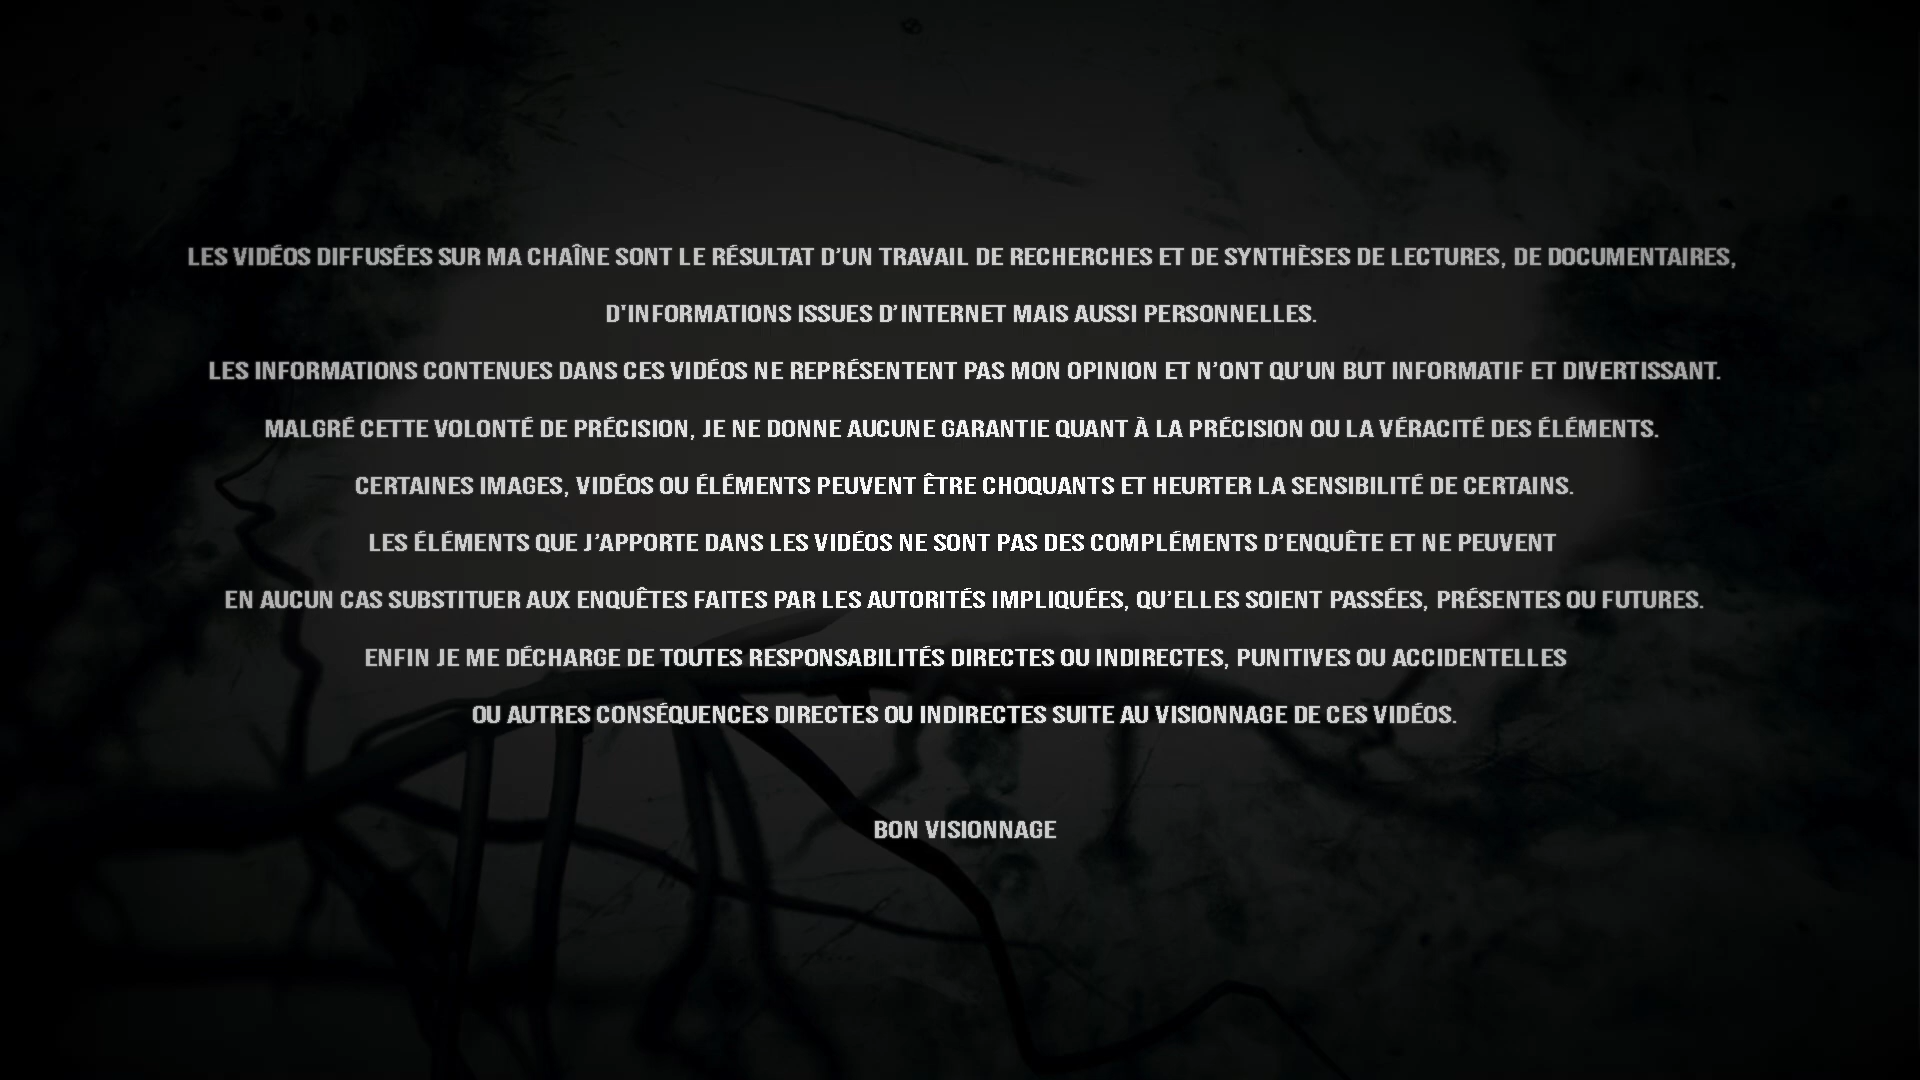 LES VIDÉOS DIFFUSÉES SUR MA CHAÎNE SONT LE RÉSULTAT D’UN TRAVAIL DE RECHERCHES ET DE SYNTHÈSES DE LECTURES, DE DOCUMENTAIRES,
D'INFORMATIONS ISSUES D’INTERNET MAIS AUSSI PERSONNELLES.
LES INFORMATIONS CONTENUES DANS CES VIDÉOS NE REPRÉSENTENT PAS MON OPINION ET N’ONT QU’UN BUT INFORMATIF ET DIVERTISSANT.
MALGRÉ CETTE VOLONTÉ DE PRÉCISION, JE NE DONNE AUCUNE GARANTIE QUANT À LA PRÉCISION OU LA VÉRACITÉ DES ÉLÉMENTS.
CERTAINES IMAGES, VIDÉOS OU ÉLÉMENTS PEUVENT ÊTRE CHOQUANTS ET HEURTER LA SENSIBILITÉ DE CERTAINS.
LES ÉLÉMENTS QUE J’APPORTE DANS LES VIDÉOS NE SONT PAS DES COMPLÉMENTS D’ENQUÊTE ET NE PEUVENT
EN AUCUN CAS SUBSTITUER AUX ENQUÊTES FAITES PAR LES AUTORITÉS IMPLIQUÉES, QU’ELLES SOIENT PASSÉES, PRÉSENTES OU FUTURES.
ENFIN JE ME DÉCHARGE DE TOUTES RESPONSABILITÉS DIRECTES OU INDIRECTES, PUNITIVES OU ACCIDENTELLES
OU AUTRES CONSÉQUENCES DIRECTES OU INDIRECTES SUITE AU VISIONNAGE DE CES VIDÉOS.
BON VISIONNAGE